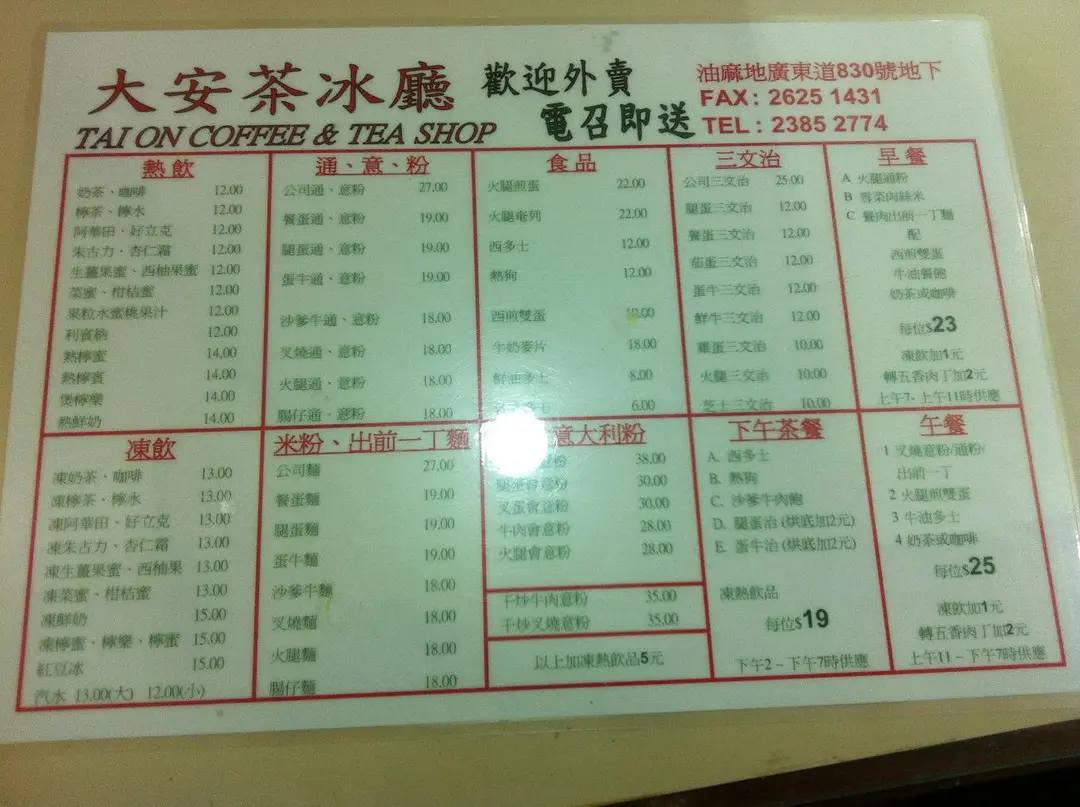 大安茶冰廳
TAI ON COFFEE & TEA SHOP
歡迎外賣
電召即送
油麻地廣東道830號地下
FAX: 2625 1431
TEL: 2385 2774
熱飲
奶茶、咖啡 12.00
檸茶、檸水 12.00
阿華田、好立克 12.00
朱古力、杏仁霜 12.00
生薑果蜜、西柚果蜜 12.00
菜蜜、柑桔蜜 12.00
果粒水蜜桃果汁 12.00
利賓納 12.00
熱檸蜜 14.00
熱檸賓 14.00
煲檸樂 14.00
熱鮮奶 14.00
通、意、粉
公司通、意粉 27.00
餐蛋通、意粉 19.00
腿蛋通、意粉 19.00
蛋牛通、意粉 19.00
沙爹牛通、意粉 18.00
叉燒通、意粉 18.00
火腿通、意粉 18.00
腸仔通、意粉 18.00
食品
火腿煎蛋 22.00
火腿奄列 22.00
西多士 12.00
熱狗 12.00
西煎雙蛋 10.00
牛奶麥片 18.00
鮮油多士 8.00
多士 6.00
三文治
公司三文治 25.00
腿蛋三文治 12.00
餐蛋三文治 12.00
茄蛋三文治 12.00
蛋牛三文治 12.00
鮮牛三文治 12.00
雞蛋三文治 10.00
火腿三文治 10.00
芝士三文治 10.00
早餐
A 火腿通粉
B 雪菜肉絲米
C 餐肉出前一丁麵
配
西煎雙蛋
牛油餐飽
奶茶或咖啡
每位$23
凍飲加1元
轉五香肉丁加2元
上午7- 上午11時供應
凍飲
凍奶茶、咖啡 13.00
凍檸茶、檸水 13.00
凍阿華田、好立克 13.00
凍朱古力、杏仁霜 13.00
凍生薑果蜜、西柚果 13.00
凍菜蜜、柑桔蜜 13.00
凍鮮奶 15.00
凍檸蜜、檸樂、檸蜜 15.00
紅豆冰 15.00
汽水 13.00(大) 12.00(小)
米粉、出前一丁麵
公司麵 27.00
餐蛋麵 19.00
腿蛋麵 19.00
蛋牛麵 19.00
沙爹牛麵 18.00
叉燒麵 18.00
火腿麵 18.00
腸仔麵 18.00
意大利粉
意粉 38.00
腿蛋會意粉 30.00
叉蛋會意粉 30.00
牛肉會意粉 28.00
火腿會意粉 28.00
干炒牛肉意粉 35.00
干炒叉燒意粉 35.00
以上加凍熱飲品5元
下午茶餐
A. 西多士
B. 熱狗
C. 沙爹牛肉飽
D. 腿蛋治 (烘底加2元)
E. 蛋牛治 (烘底加2元)
凍熱飲品
每位$19
下午2 – 下午7時供應
午餐
1 叉燒意粉/通粉/
出前一丁
2 火腿煎雙蛋
3 牛油多士
4 奶茶或咖啡
每位$25
凍飲加1元
轉五香肉丁加2元
上午11 – 下午7時供應